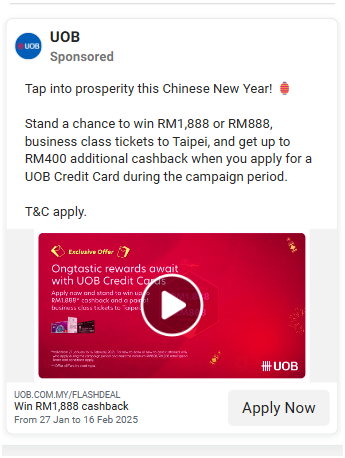 UOB
UOB
Sponsored
Tap into prosperity this Chinese New Year!
Stand a chance to win RM1,888 or RM888,
business class tickets to Taipei, and get up to
RM400 additional cashback when you apply for a
UOB Credit Card during the campaign period.
T&C apply.
Exclusive Offer
Ongtastic rewards await
with UOB Credit Cards
Apply now and stand to win up to
RM1,888* cashback and a pair of
business class tickets to Taipei
UOB
UOB.COM.MY/FLASHDEAL
Win RM1,888 cashback
From 27 Jan to 16 Feb 2025
Apply Now